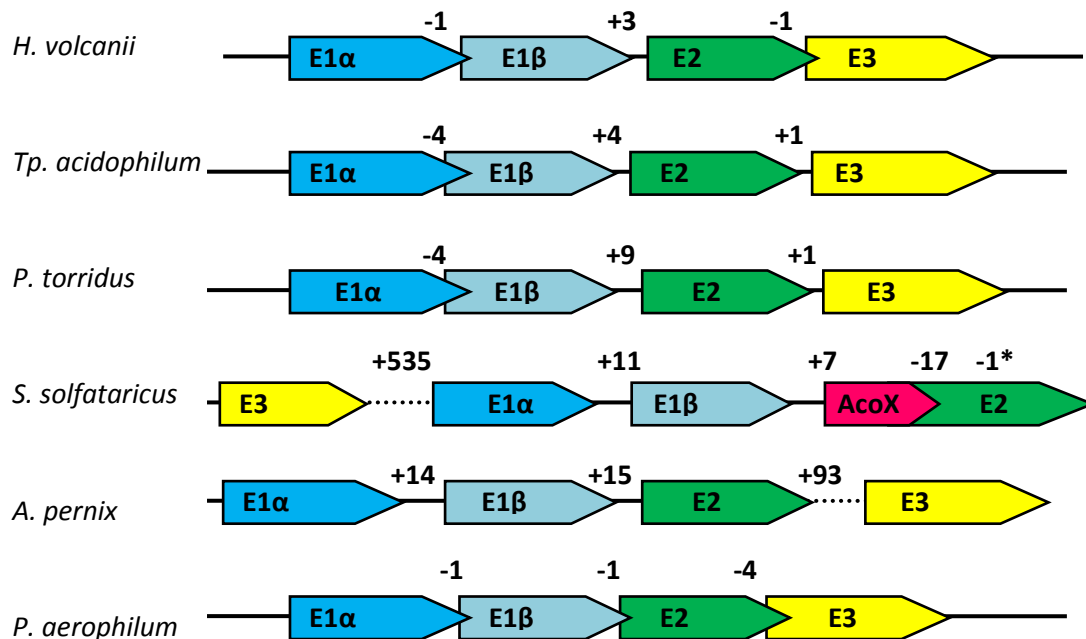 -1 +3 -1
H. volcanii E1α E1β E2 E3
-4 +4 +1
Tp. acidophilum E1α E1β E2 E3
-4 +9 +1
P. torridus E1α E1β E2 E3
+535 +11 +7 -17 -1*
S. solfataricus E3 E1α E1β AcoX E2
+14 +15 +93
A. pernix E1α E1β E2 E3
-1 -1 -4
P. aerophilum E1α E1β E2 E3